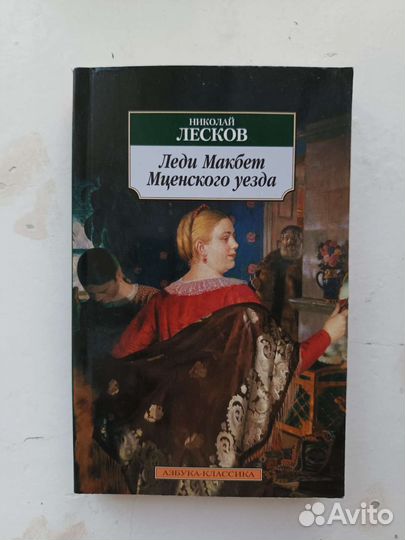 НИКОЛАЙ
ЛЕСКОВ
Леди Макбет
Мценского уезда
АЗБУКА-КЛАССИКА
Avito